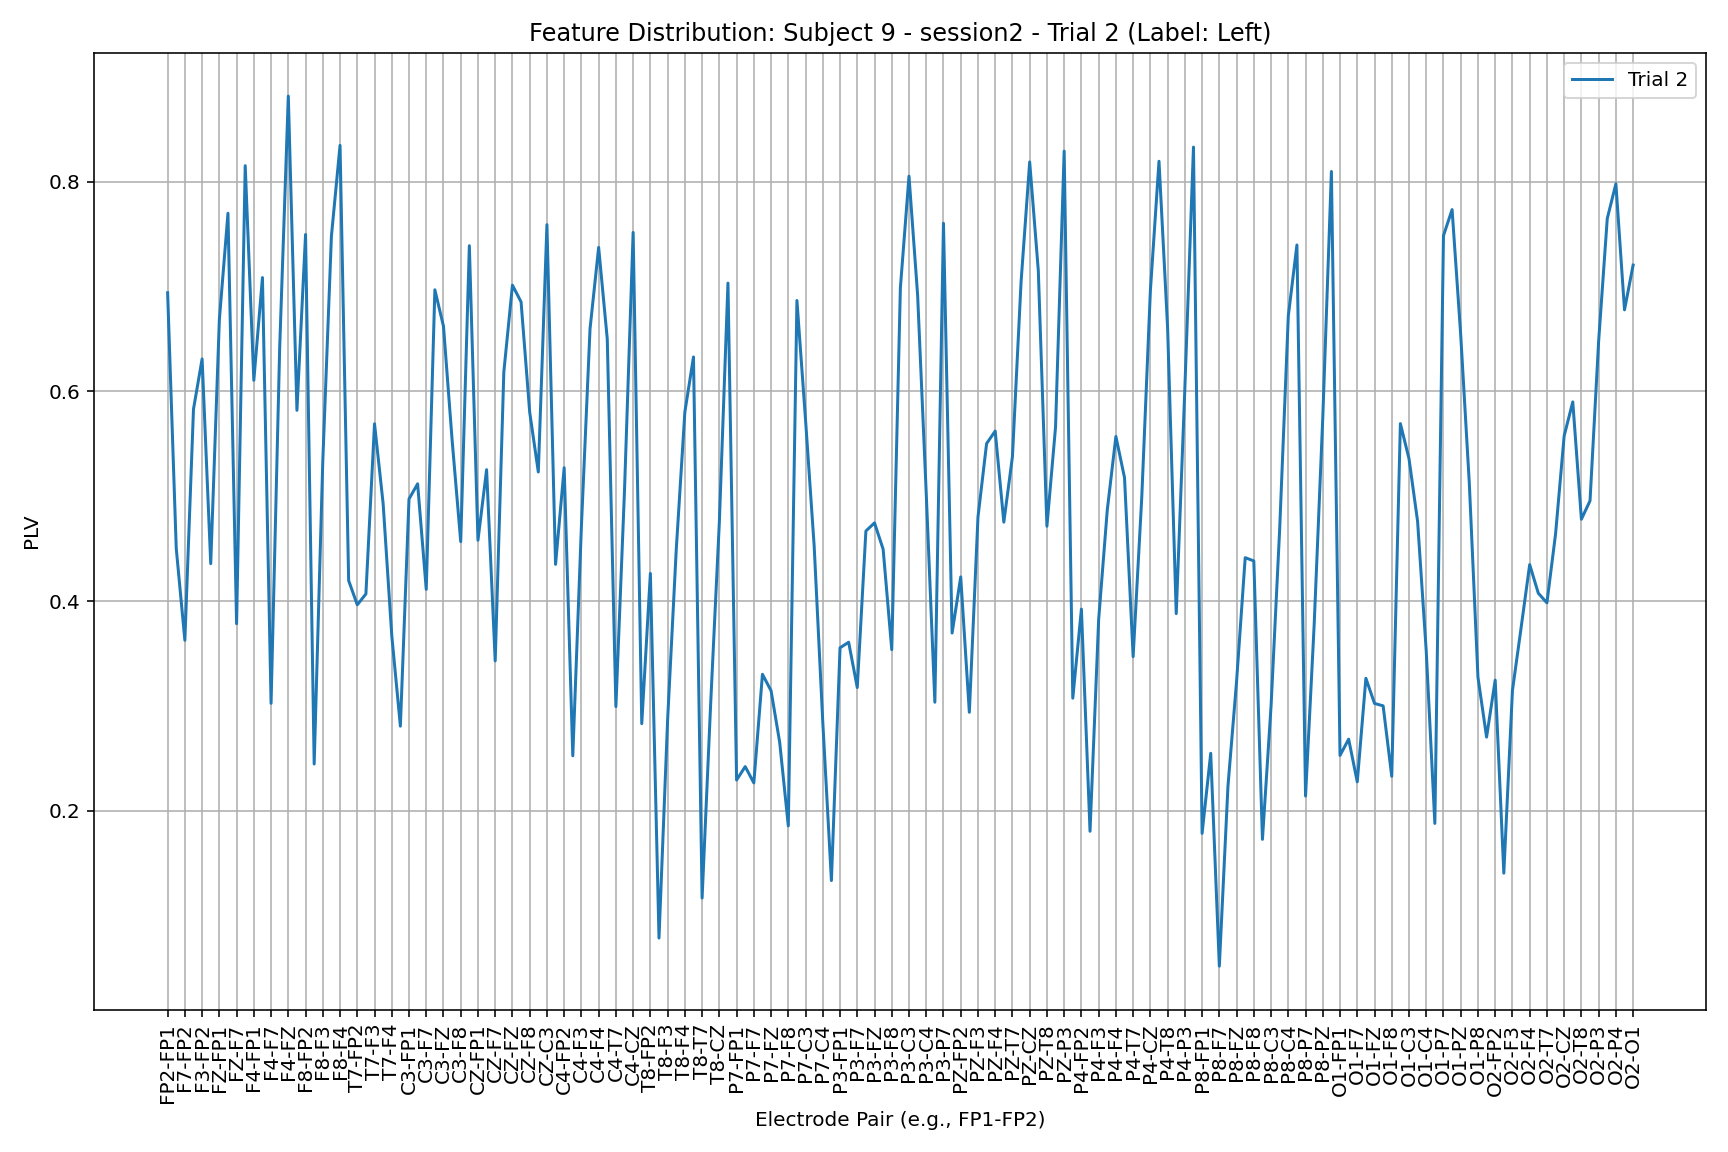 Feature Distribution: Subject 9 - session2 - Trial 2 (Label: Left)
Trial 2
PLV
0.8
0.6
0.4
0.2
FP2-FP1
F7-FP2
F3-FP2
FZ-FP1
FZ-F7
F4-FP1
F4-F7
F4-FZ
F8-FP2
F8-F3
F8-F4
T7-FP2
T7-F3
T7-F4
C3-FP1
C3-F7
C3-FZ
C3-F8
CZ-FP1
CZ-F7
CZ-FZ
CZ-F8
CZ-C3
C4-FP2
C4-F3
C4-F4
C4-T7
C4-CZ
T8-FP2
T8-F3
T8-F4
T8-T7
T8-CZ
P7-FP1
P7-F7
P7-FZ
P7-F8
P7-C3
P7-C4
P3-FP1
P3-F7
P3-FZ
P3-F8
P3-C3
P3-C4
P3-P7
PZ-FP2
PZ-F3
PZ-F4
PZ-T7
PZ-CZ
PZ-T8
PZ-P3
P4-FP2
P4-F3
P4-F4
P4-T7
P4-CZ
P4-T8
P4-P3
P8-FP1
P8-F7
P8-FZ
P8-F8
P8-C3
P8-C4
P8-P7
P8-PZ
O1-FP1
O1-F7
O1-FZ
O1-F8
O1-C3
O1-C4
O1-P7
O1-PZ
O1-P8
O2-FP2
O2-F3
O2-F4
O2-T7
O2-CZ
O2-T8
O2-P3
O2-P4
O2-O1
Electrode Pair (e.g., FP1-FP2)